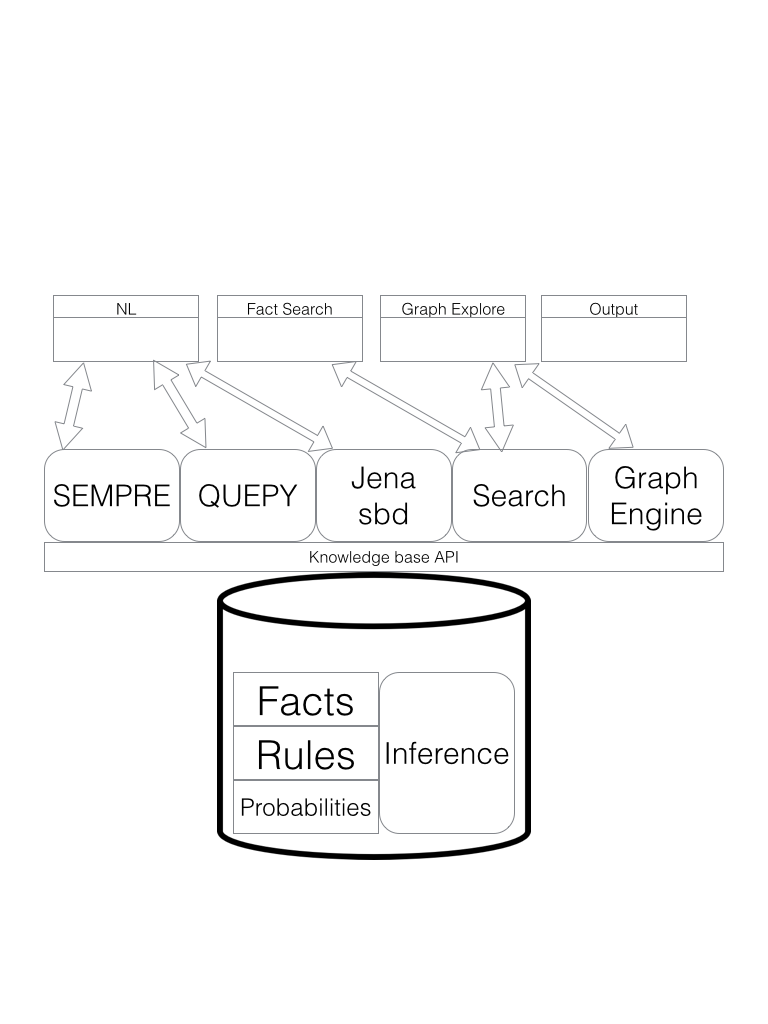 NL
Fact Search
Graph Explore
Output
SEMPRE
QUEPY
Jena
sbd
Search
Graph
Engine
Knowledge base API
Facts
Rules
Probabilities
Inference